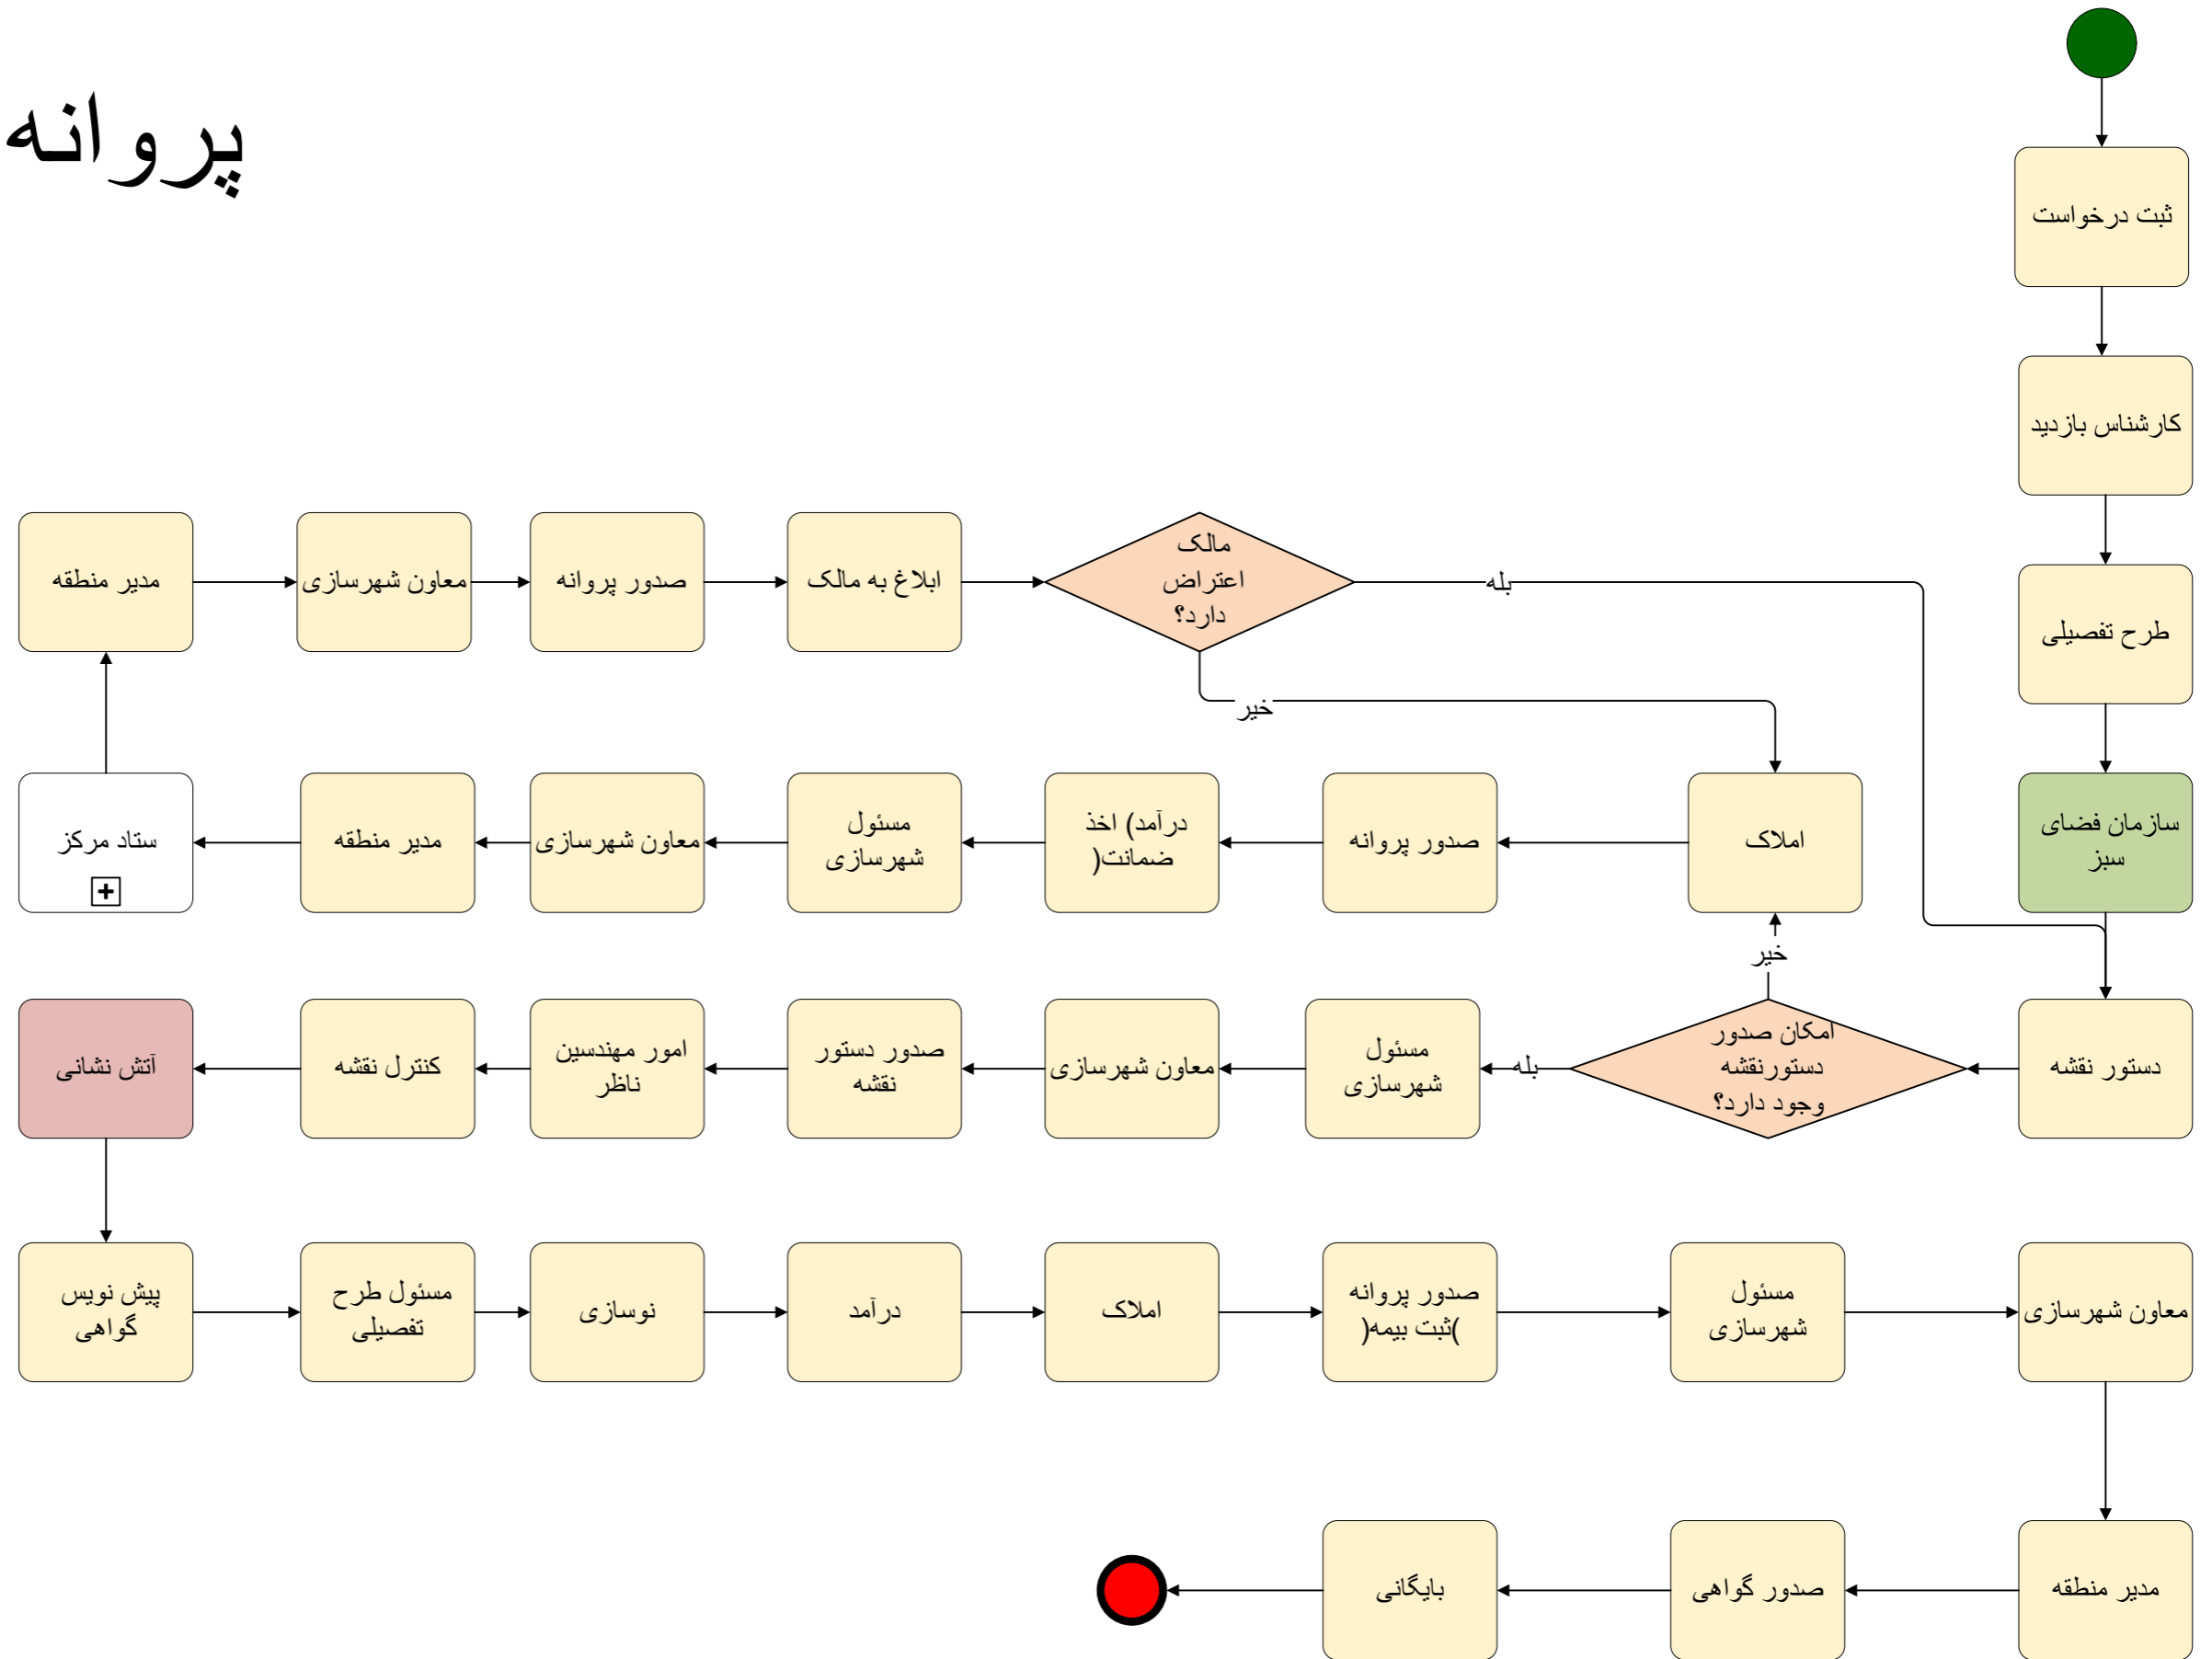 پروانه
ثبت درخواست
کارشناس بازدید
طرح تفصیلی
سازمان فضای
سبز
مدیر منطقه
معاون شهرسازی
صدور پروانه
ابلاغ به مالک
مالک
اعتراض
دارد؟
بله
خیر
املاک
صدور پروانه
درآمد) اخذ
ضمانت(
مسئول
شهرسازی
معاون شهرسازی
مدیر منطقه
ستاد مرکز
خیر
دستور نقشه
امکان صدور
دستورنقشه
وجود دارد؟
بله
مسئول
شهرسازی
معاون شهرسازی
صدور دستور
نقشه
امور مهندسین
ناظر
کنترل نقشه
آتش نشانی
پیش نویس
گواهی
مسئول طرح
تفصیلی
نوسازی
درآمد
املاک
صدور پروانه
)ثبت بیمه(
مسئول
شهرسازی
معاون شهرسازی
مدیر منطقه
صدور گواهی
بایگانی